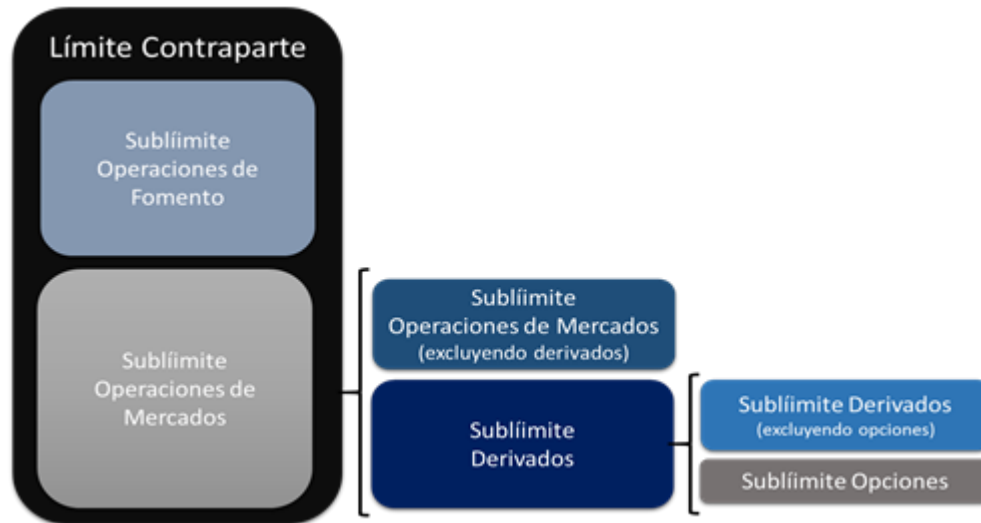 Límite Contraparte
Sublíimite
Operaciones de
Fomento
Sublíimite
Operaciones de
Mercados
Sublíimite
Operaciones de Mercados
(excluyendo derivados)
Sublíimite
Derivados
Sublíimite Derivados
(excluyendo opciones)
Sublíimite Opciones